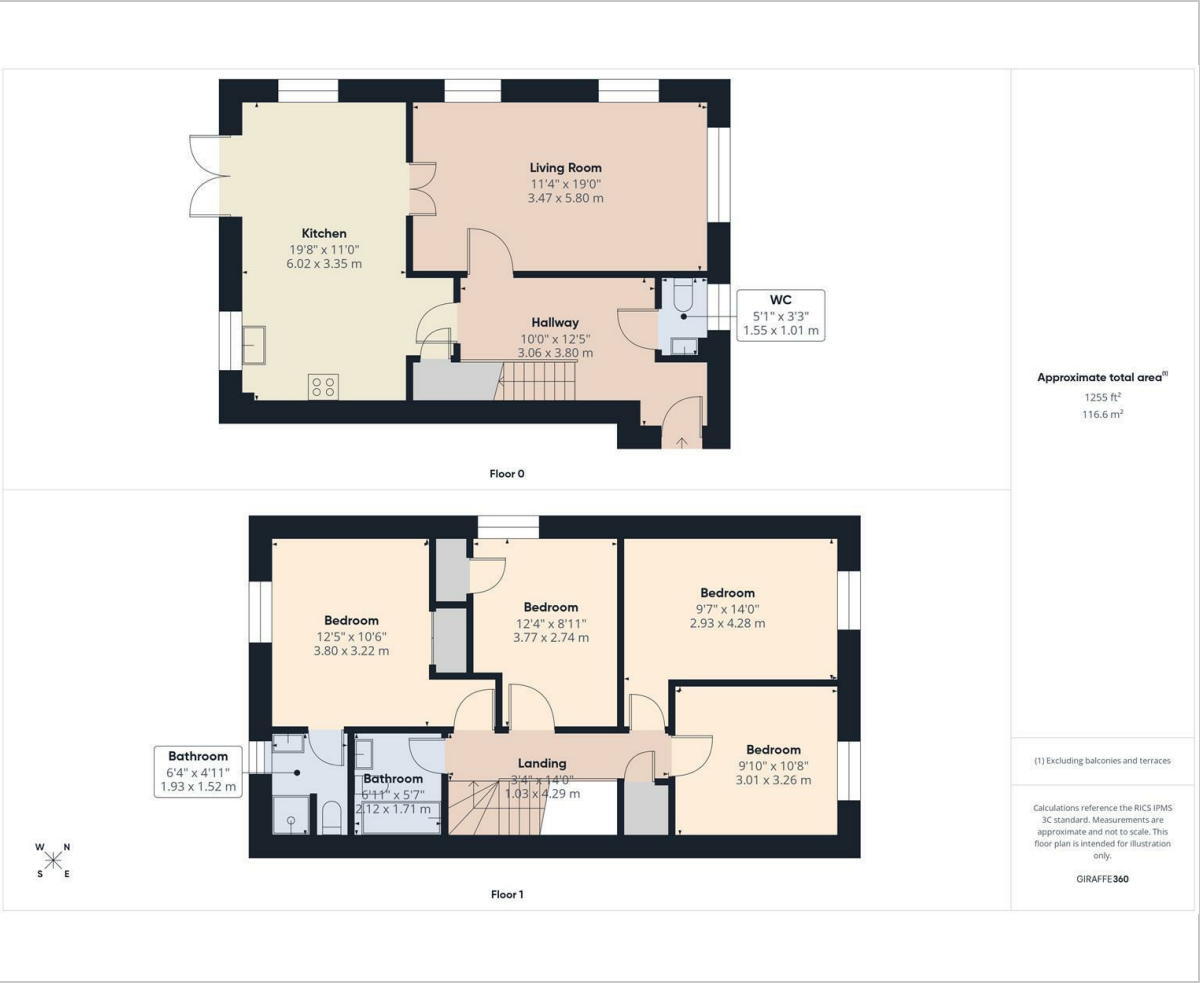 Living Room
11'4" x 19'0"
3.47 x 5.80 m
Kitchen
19'8" x 11'0"
6.02 x 3.35 m
WC
5'1" x 3'3"
1.55 x 1.01 m
Hallway
10'0" x 12'5"
3.06 x 3.80 m
Floor 0
Approximate total area(1)
1255 ft²
116.6 m²
Bedroom
12'5" x 10'6"
3.80 x 3.22 m
Bedroom
12'4" x 8'11"
3.77 x 2.74 m
Bedroom
9'7" x 14'0"
2.93 x 4.28 m
Bathroom
6'4" x 4'11"
1.93 x 1.52 m
Bathroom
6'11" x 5'7"
2.12 x 1.71 m
Landing
3'4" x 14'0"
1.03 x 4.29 m
Bedroom
9'10" x 10'8"
3.01 x 3.26 m
W N
S E
Floor 1
(1) Excluding balconies and terraces
Calculations reference the RICS IPMS
3C standard. Measurements are
approximate and not to scale. This
floor plan is intended for illustration
only.
GIRAFFE360